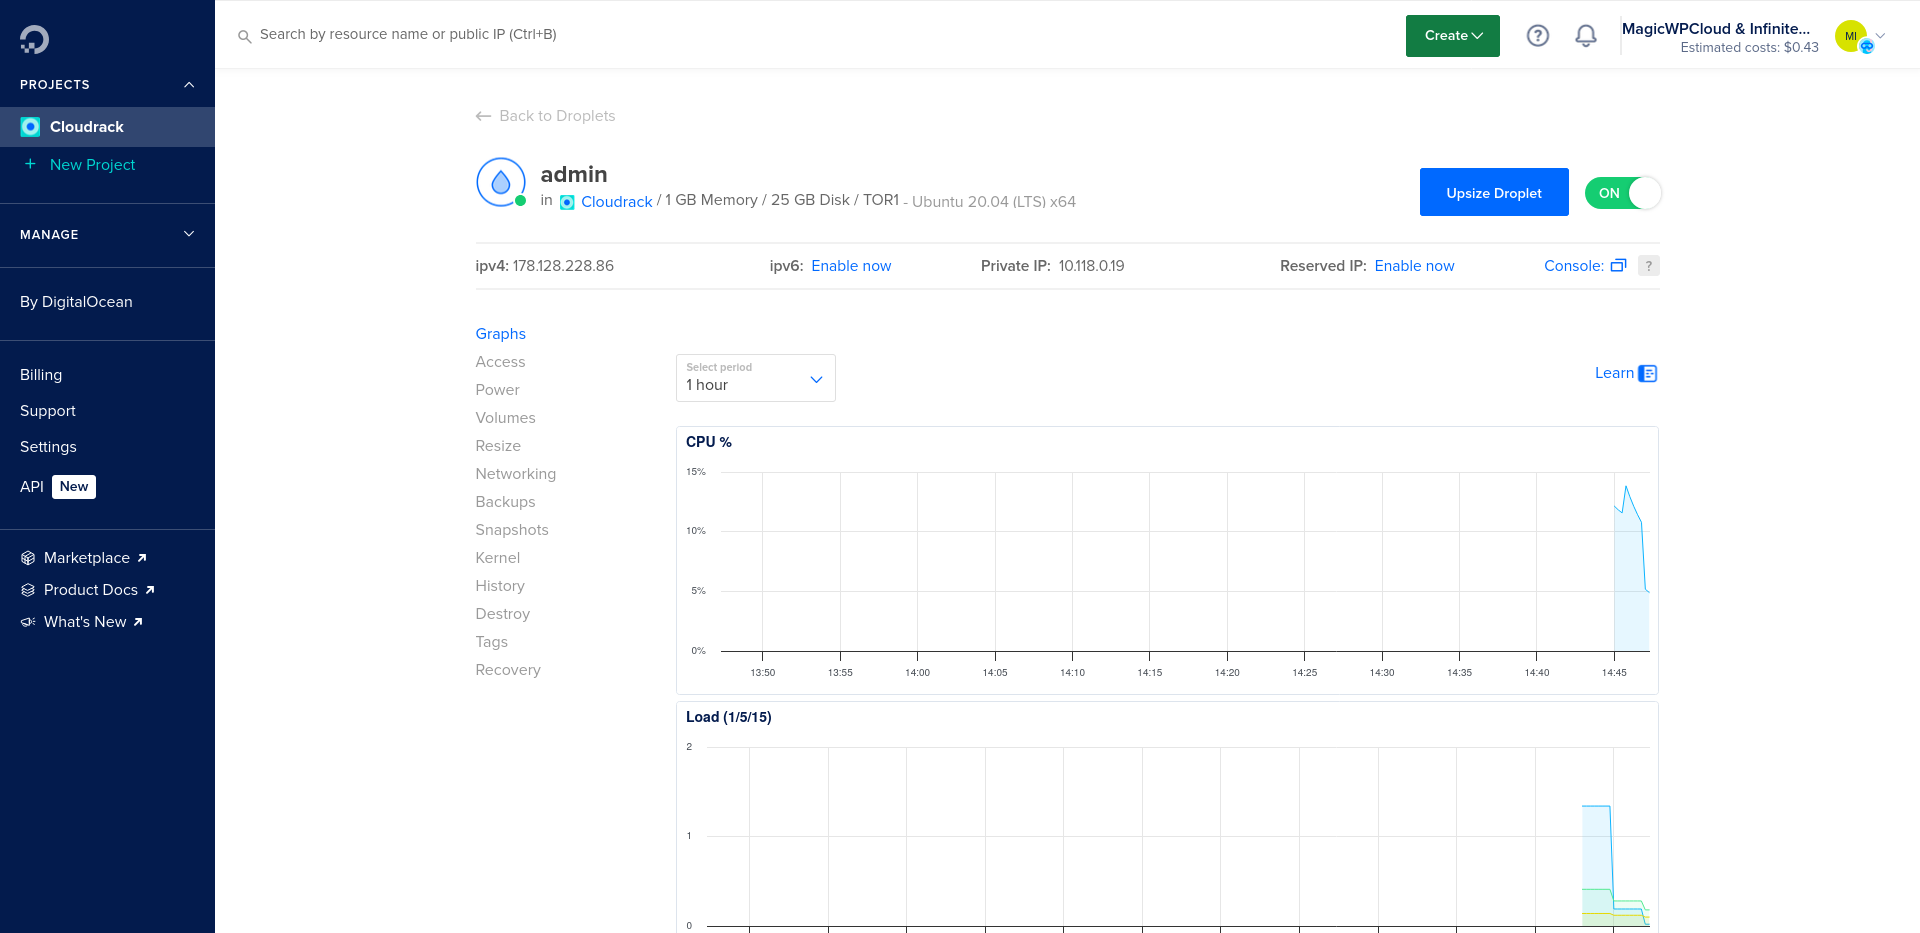 PROJECTS
Cloudrack
+ New Project
MANAGE
By DigitalOcean
Billing
Support
Settings
API New
Marketplace
Product Docs
What's New
Search by resource name or public IP (Ctrl+B)
Create
?
MagicWPCloud & Infinite...
Estimated costs: $0.43
MI
Back to Droplets
admin
in Cloudrack / 1 GB Memory / 25 GB Disk / TOR1 - Ubuntu 20.04 (LTS) x64
Upsize Droplet
ON
ipv4: 178.128.228.86 ipv6: Enable now Private IP: 10.118.0.19 Reserved IP: Enable now Console: ?
Graphs
Access
Power
Volumes
Resize
Networking
Backups
Snapshots
Kernel
History
Destroy
Tags
Recovery
Select period
1 hour
Learn
CPU %
15%
10%
5%
0%
13:50 13:55 14:00 14:05 14:10 14:15 14:20 14:25 14:30 14:35 14:40 14:45
Load (1/5/15)
2
1
0